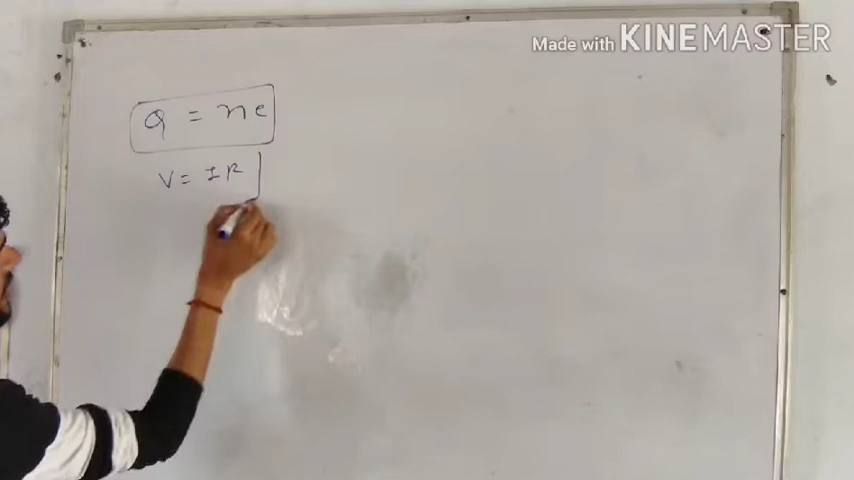 Made with KINEMASTER
Q = ne
V = IR